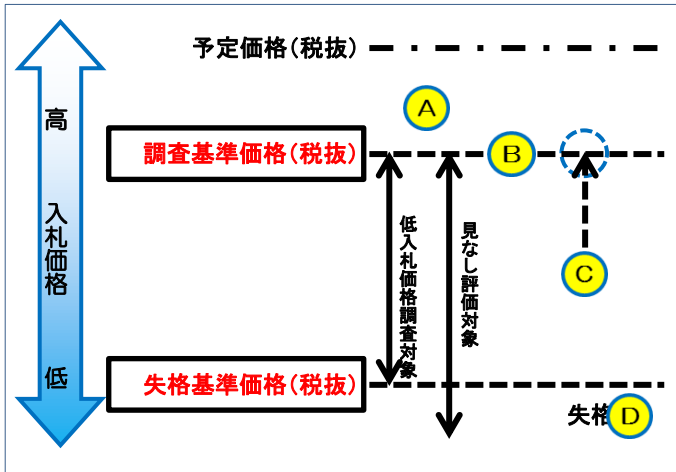 予定価格(税抜)
高
入札価格
低
A
調査基準価格(税抜)
B
低入札価格調査対象
見なし評価対象
C
失格基準価格(税抜)
失格
D